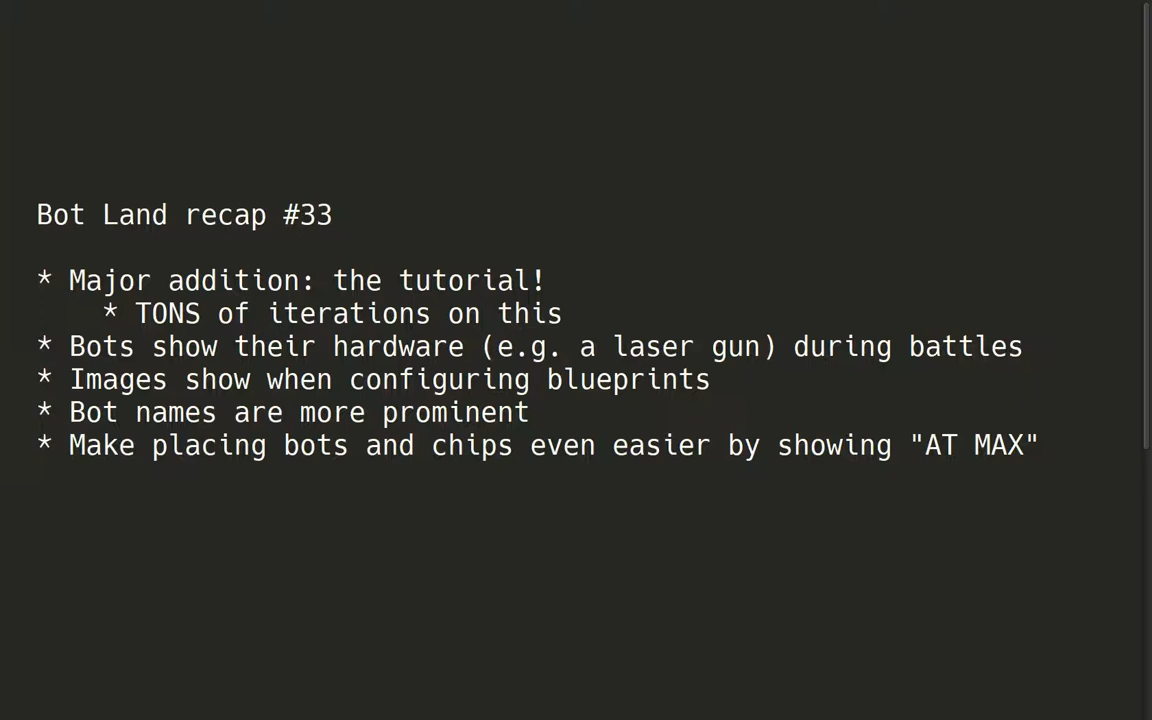 Bot Land recap #33
* Major addition: the tutorial!
* TONS of iterations on this
* Bots show their hardware (e.g. a laser gun) during battles
* Images show when configuring blueprints
* Bot names are more prominent
* Make placing bots and chips even easier by showing "AT MAX"